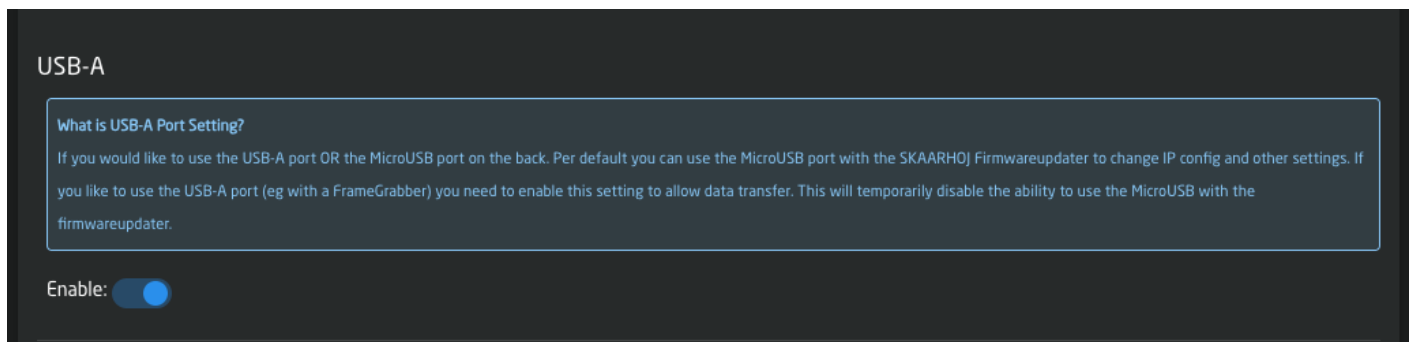 USB-A
What is USB-A Port Setting?
If you would like to use the USB-A port OR the MicroUSB port on the back. Per default you can use the MicroUSB port with the SKAARHOJ Firmwareupdater to change IP config and other settings. If
you like to use the USB-A port (eg with a FrameGrabber) you need to enable this setting to allow data transfer. This will temporarily disable the ability to use the MicroUSB with the
firmwareupdater.
Enable: